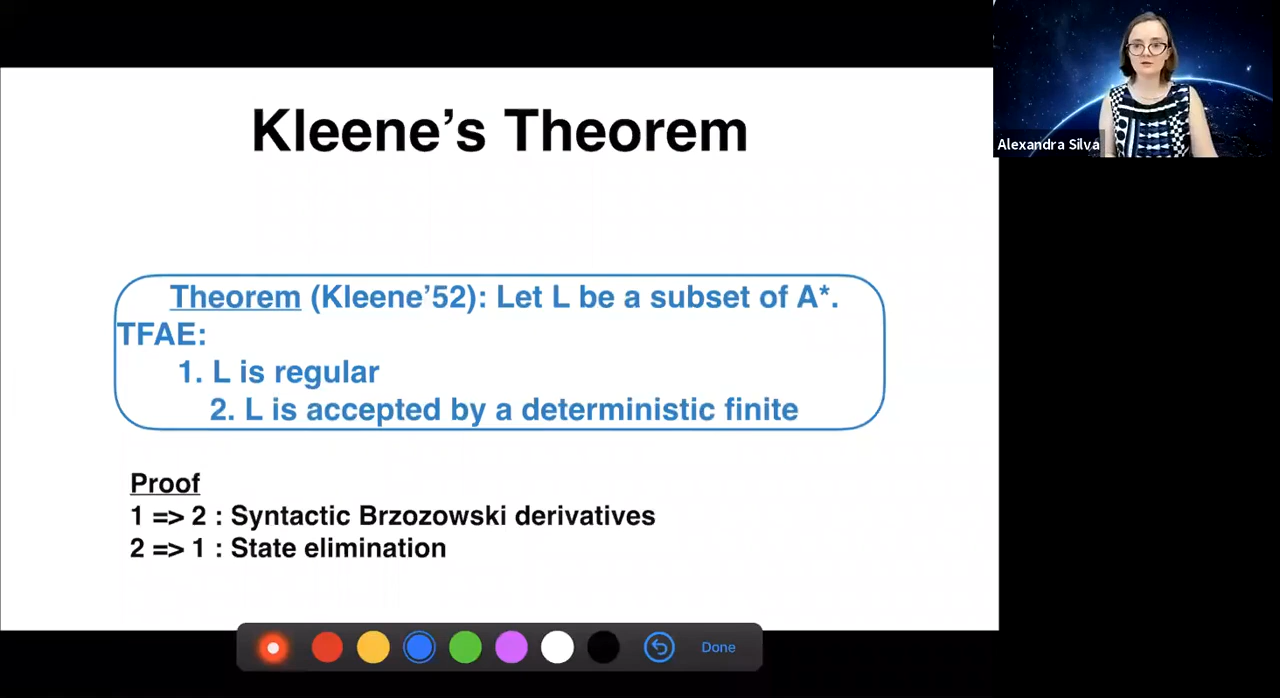 Kleene's Theorem
Alexandra Silva
Theorem (Kleene'52): Let L be a subset of A*.
TFAE:
1. L is regular
2. L is accepted by a deterministic finite
Proof
1 => 2 : Syntactic Brzozowski derivatives
2 => 1 : State elimination
Done